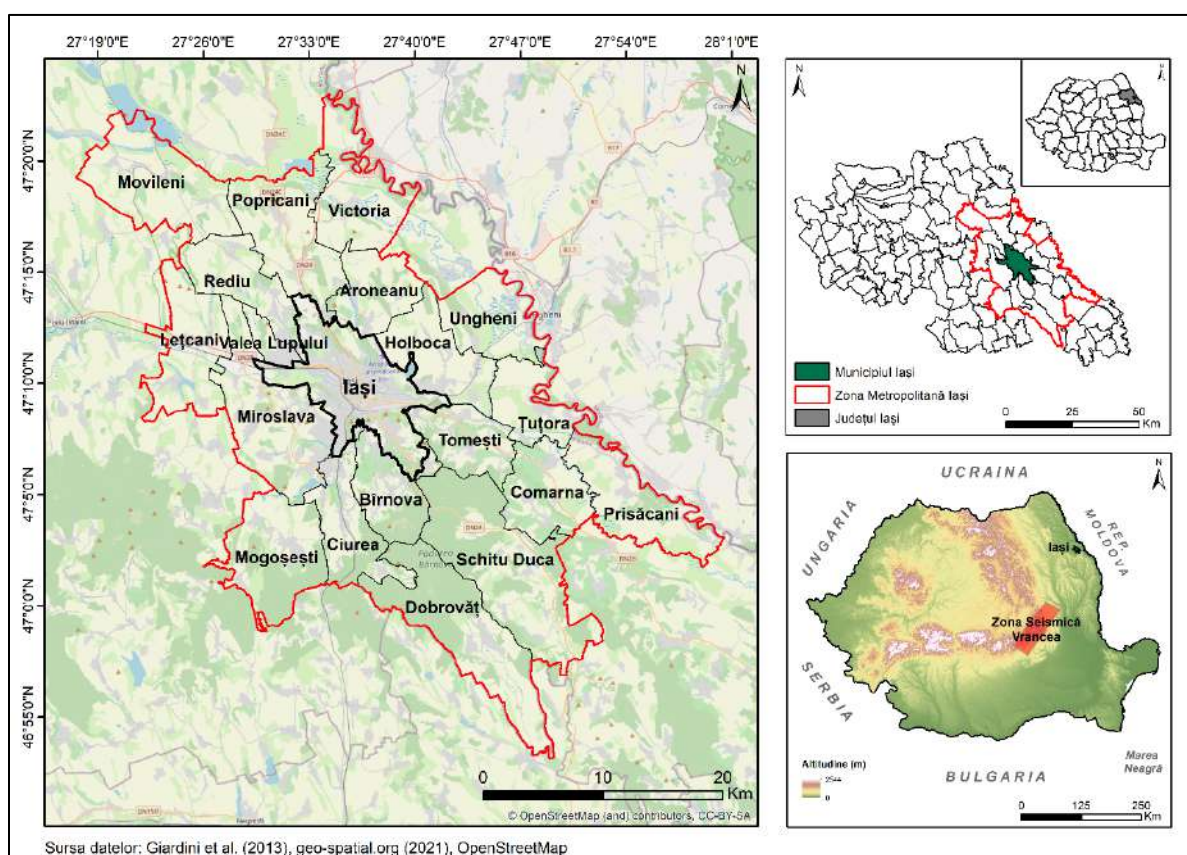 27°19'0"E 27°26'0"E 27°33'0"E 27°40'0"E 27°47'0"E 27°54'0"E 28°1'0"E
47°20'0"N
47°15'0"N
47°10'0"N
47°5'0"N
47°0'0"N
46°55'0"N
N
Movileni
Popricani
Victoria
Rediu
Aroneanu
Ungheni
Lețcani
Valea Lupului
Holboca
Iași
Miroslava
Țuțora
Tomești
Bîrnova
Comarna
Prisăcani
Ciurea
Mogoșești
Schitu Duca
Dobrovăț
0 10 20
Km
© OpenStreetMap (and) contributors, CC-BY-SA
N
N
Municipiul Iași
Zona Metropolitană Iași
Județul Iași
0 25 50
Km
N
UCRAINA
UNGARIA
REP. MOLDOVA
Iași
Zona Seismică
Vrancea
SERBIA
BULGARIA
Marea
Neagră
Altitudine (m)
2544
0
0 125 250
Km
Sursa datelor: Giardini et al. (2013), geo-spatial.org (2021), OpenStreetMap